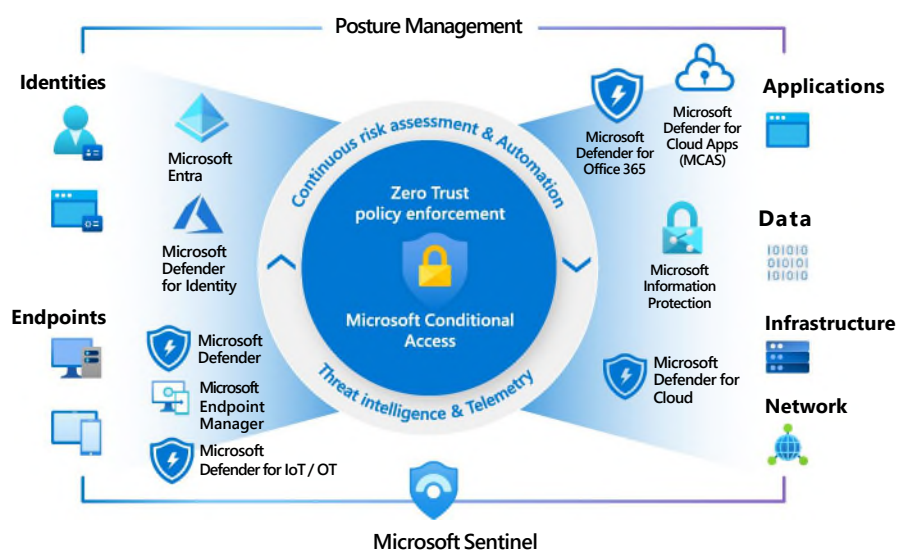 Posture Management
Identities
Microsoft
Entra
Microsoft
Defender
for Identity
Endpoints
Microsoft
Defender
Microsoft
Endpoint
Manager
Microsoft
Defender for IoT / OT
Continuous risk assessment & Automation
Zero Trust
policy enforcement
Microsoft Conditional
Access
Threat intelligence & Telemetry
Microsoft
Defender for
Office 365
Microsoft
Defender for
Cloud Apps
(MCAS)
Applications
Microsoft
Information
Protection
Data
101010
010101
101010
Microsoft
Defender for
Cloud
Infrastructure
Network
Microsoft Sentinel